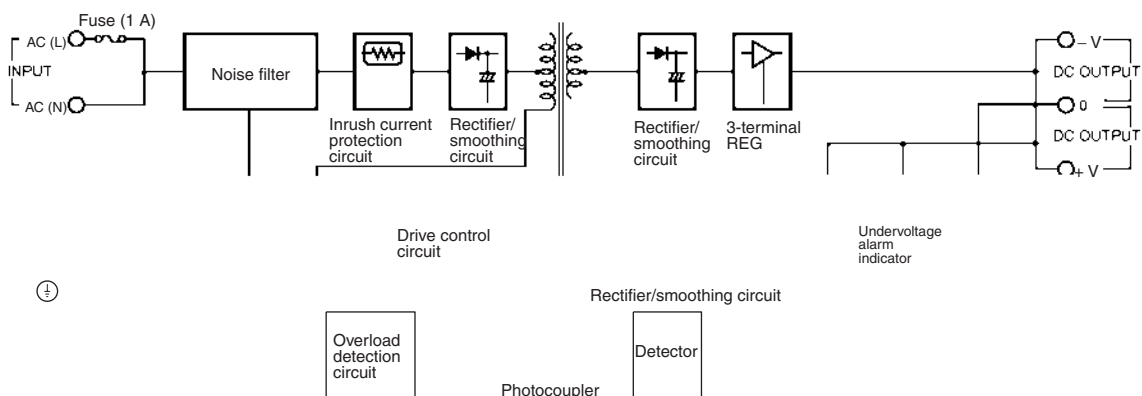 Fuse (1 A)
AC (L)
INPUT
AC (N)
Noise filter
Inrush current
protection
circuit
Rectifier/
smoothing
circuit
Rectifier/
smoothing
circuit
3-terminal
REG
– V
DC OUTPUT
0
DC OUTPUT
+ V
Drive control
circuit
Undervoltage
alarm
indicator
Rectifier/smoothing circuit
Overload
detection
circuit
Detector
Photocoupler